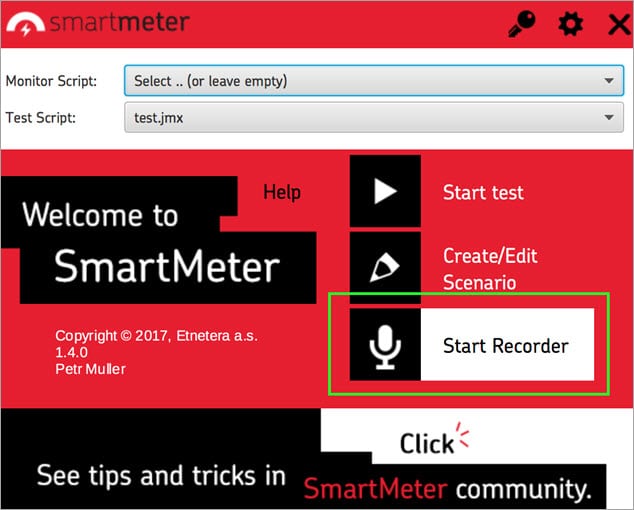 smartmeter
Monitor Script: Select .. (or leave empty)
Test Script: test.jmx
Help
Welcome to
SmartMeter
Start test
Create/Edit
Scenario
Start Recorder
Copyright © 2017, Etnetera a.s.
1.4.0
Petr Muller
Click
See tips and tricks in SmartMeter community.